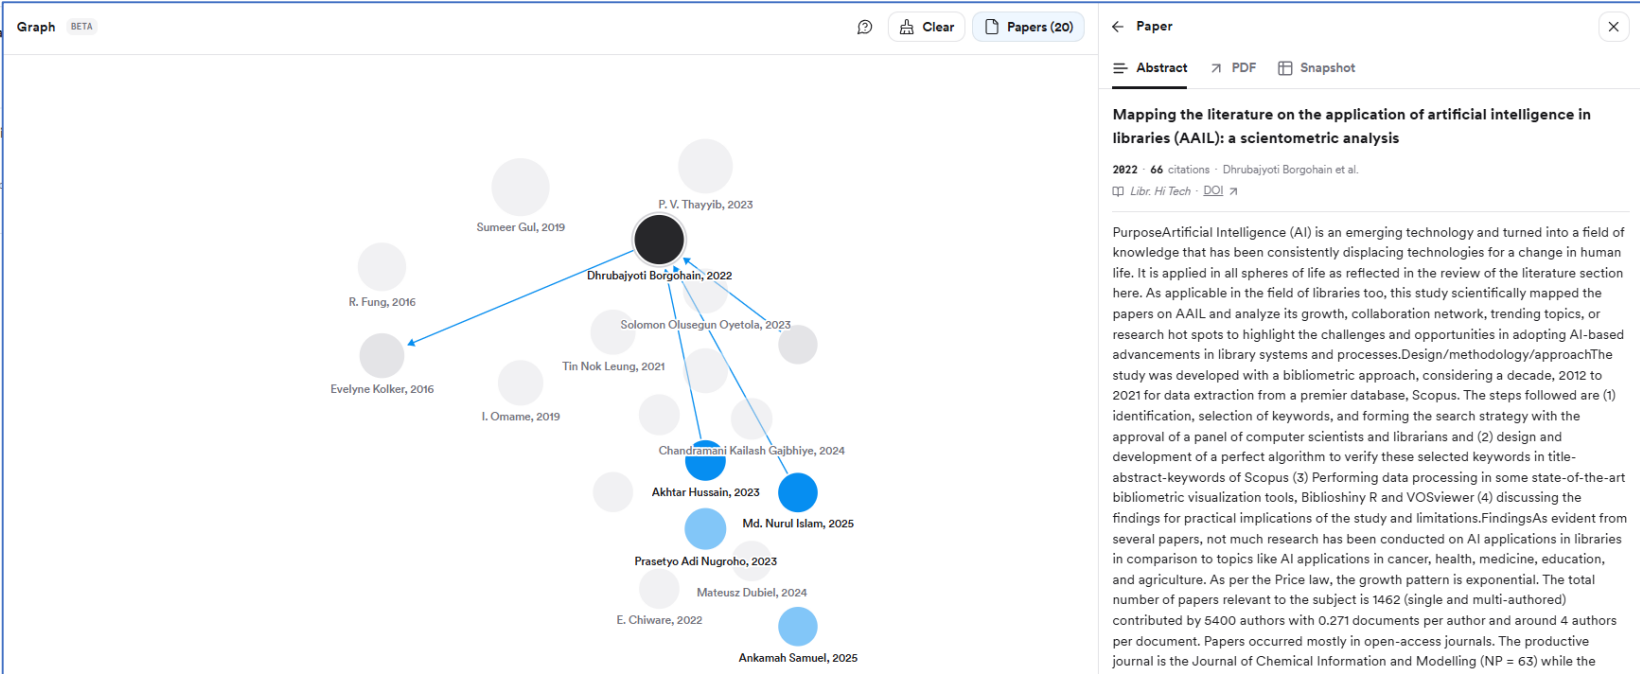 Graph BETA
Clear
Papers (20)
P. V. Thayyib, 2023
Sumeer Gul, 2019
Dhrubajyoti Borgohain, 2022
R. Fung, 2016
Solomon Olusegun Oyetola, 2023
Tin Nok Leung, 2021
Evelyne Kolker, 2016
I. Omame, 2019
Chandramani Kailash Gajbhiye, 2024
Akhtar Hussain, 2023
Md. Nurul Islam, 2025
Prasetyo Adi Nugroho, 2023
Mateusz Dubiel, 2024
E. Chiware, 2022
Ankamah Samuel, 2025
Paper
Abstract PDF Snapshot
Mapping the literature on the application of artificial intelligence in
libraries (AAIL): a scientometric analysis
2022 · 66 citations · Dhrubajyoti Borgohain et al.
Libr. Hi Tech · DOI
PurposeArtificial Intelligence (AI) is an emerging technology and turned into a field of
knowledge that has been consistently displacing technologies for a change in human
life. It is applied in all spheres of life as reflected in the review of the literature section
here. As applicable in the field of libraries too, this study scientifically mapped the
papers on AAIL and analyze its growth, collaboration network, trending topics, or
research hot spots to highlight the challenges and opportunities in adopting AI-based
advancements in library systems and processes.Design/methodology/approachThe
study was developed with a bibliometric approach, considering a decade, 2012 to
2021 for data extraction from a premier database, Scopus. The steps followed are (1)
identification, selection of keywords, and forming the search strategy with the
approval of a panel of computer scientists and librarians and (2) design and
development of a perfect algorithm to verify these selected keywords in title-
abstract-keywords of Scopus (3) Performing data processing in some state-of-the-art
bibliometric visualization tools, Biblioshiny R and VOSviewer (4) discussing the
findings for practical implications of the study and limitations.FindingsAs evident from
several papers, not much research has been conducted on AI applications in libraries
in comparison to topics like AI applications in cancer, health, medicine, education,
and agriculture. As per the Price law, the growth pattern is exponential. The total
number of papers relevant to the subject is 1462 (single and multi-authored)
contributed by 5400 authors with 0.271 documents per author and around 4 authors
per document. Papers occurred mostly in open-access journals. The productive
journal is the Journal of Chemical Information and Modelling (NP = 63) while the